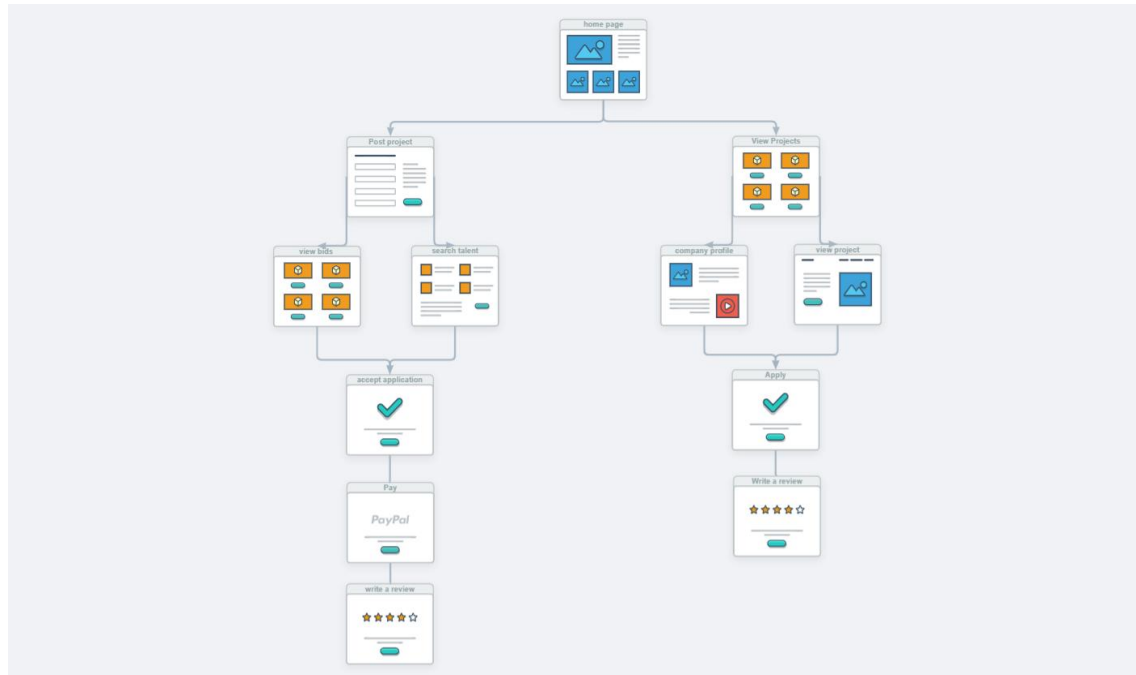 home page
Post project
View Projects
view bids
search talent
company profile
view project
accept application
Apply
Pay
PayPal
Write a review
write a review